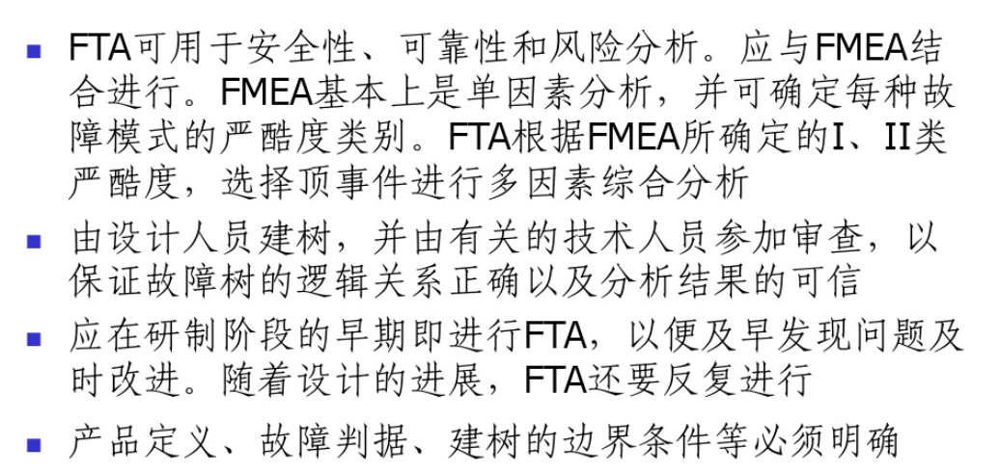 FTA可用于安全性、可靠性和风险分析。应与FMEA结
合进行。FMEA基本上是单因素分析，并可确定每种故
障模式的严酷度类别。FTA根据FMEA所确定的I、II类
严酷度，选择顶事件进行多因素综合分析
由设计人员建树，并由有关的技术人员参加审查，以
保证故障树的逻辑关系正确以及分析结果的可信
应在研制阶段的早期即进行FTA，以便及早发现问题及
时改进。随着设计的进展，FTA还要反复进行
产品定义、故障判据、建树的边界条件等必须明确